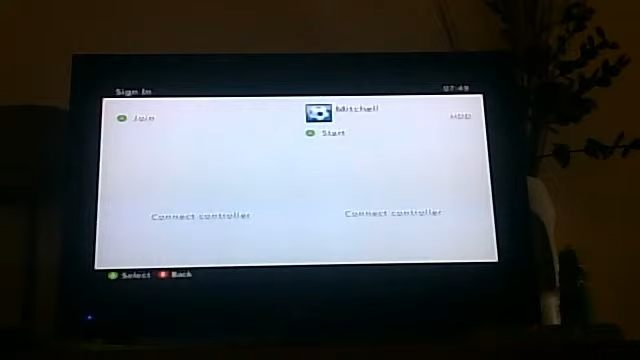 Sign In
07:49
Join
Mitchell
HDD
Start
Connect controller
Connect controller
Select Back